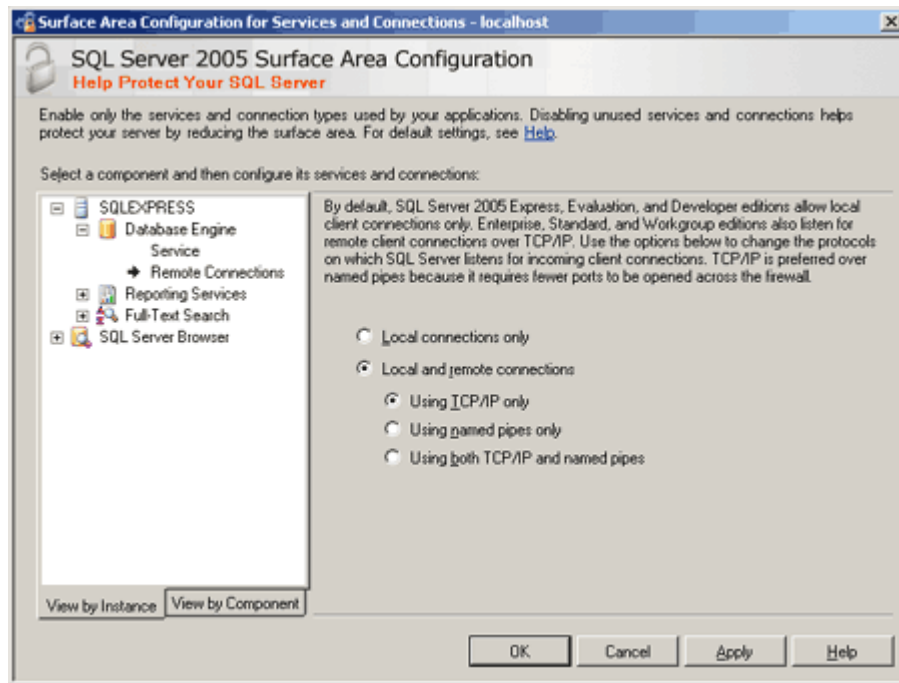 Surface Area Configuration for Services and Connections - localhost
SQL Server 2005 Surface Area Configuration
Help Protect Your SQL Server
Enable only the services and connection types used by your applications. Disabling unused services and connections helps
protect your server by reducing the surface area. For default settings, see Help.
Select a component and then configure its services and connections:
SQLEXPRESS
Database Engine
Service
Remote Connections
Reporting Services
Full-Text Search
SQL Server Browser
View by Instance
View by Component
By default, SQL Server 2005 Express, Evaluation, and Developer editions allow local
client connections only. Enterprise, Standard, and Workgroup editions also listen for
remote client connections over TCP/IP. Use the options below to change the protocols
on which SQL Server listens for incoming client connections. TCP/IP is preferred over
named pipes because it requires fewer ports to be opened across the firewall.
Local connections only
Local and remote connections
Using TCP/IP only
Using named pipes only
Using both TCP/IP and named pipes
OK
Cancel
Apply
Help